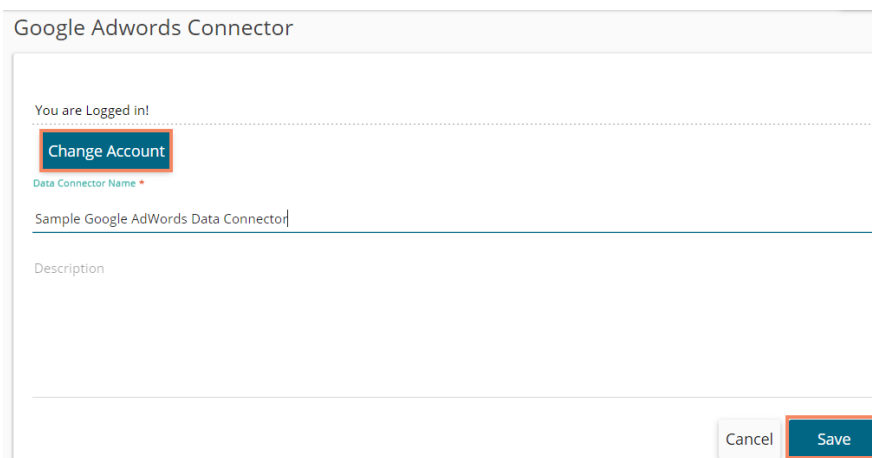 Google Adwords Connector
You are Logged in!
Change Account
Data Connector Name *
Sample Google AdWords Data Connector
Description
Cancel Save